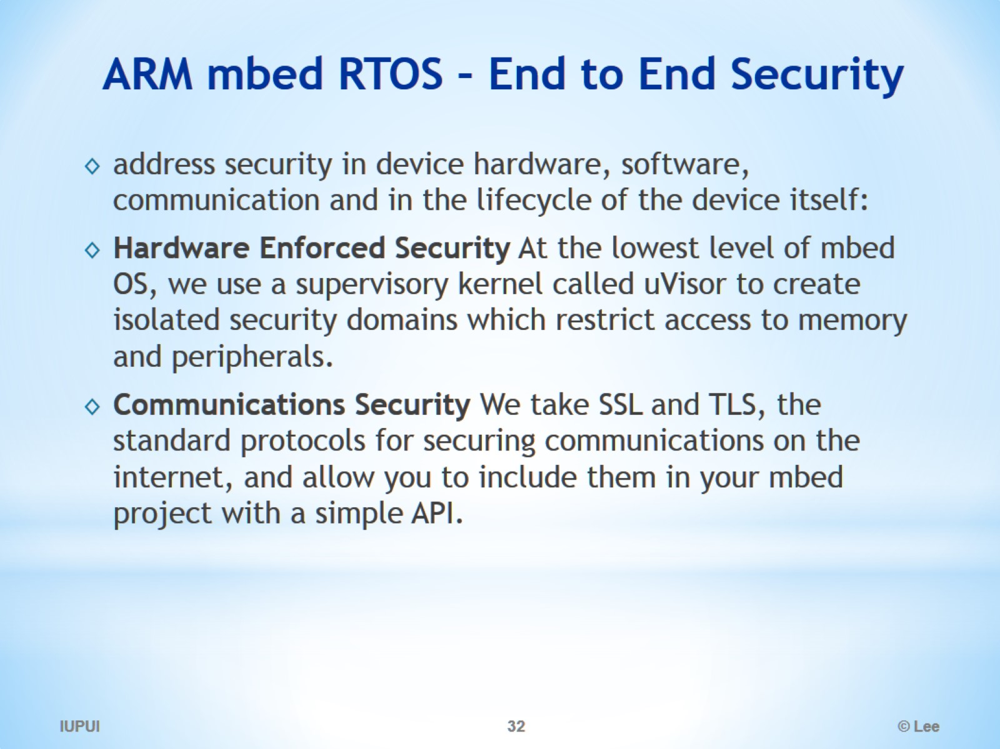 ARM mbed RTOS – End to End Security
◇ address security in device hardware, software,
communication and in the lifecycle of the device itself:
◇ Hardware Enforced Security At the lowest level of mbed
OS, we use a supervisory kernel called uVisor to create
isolated security domains which restrict access to memory
and peripherals.
◇ Communications Security We take SSL and TLS, the
standard protocols for securing communications on the
internet, and allow you to include them in your mbed
project with a simple API.
IUPUI 32 © Lee